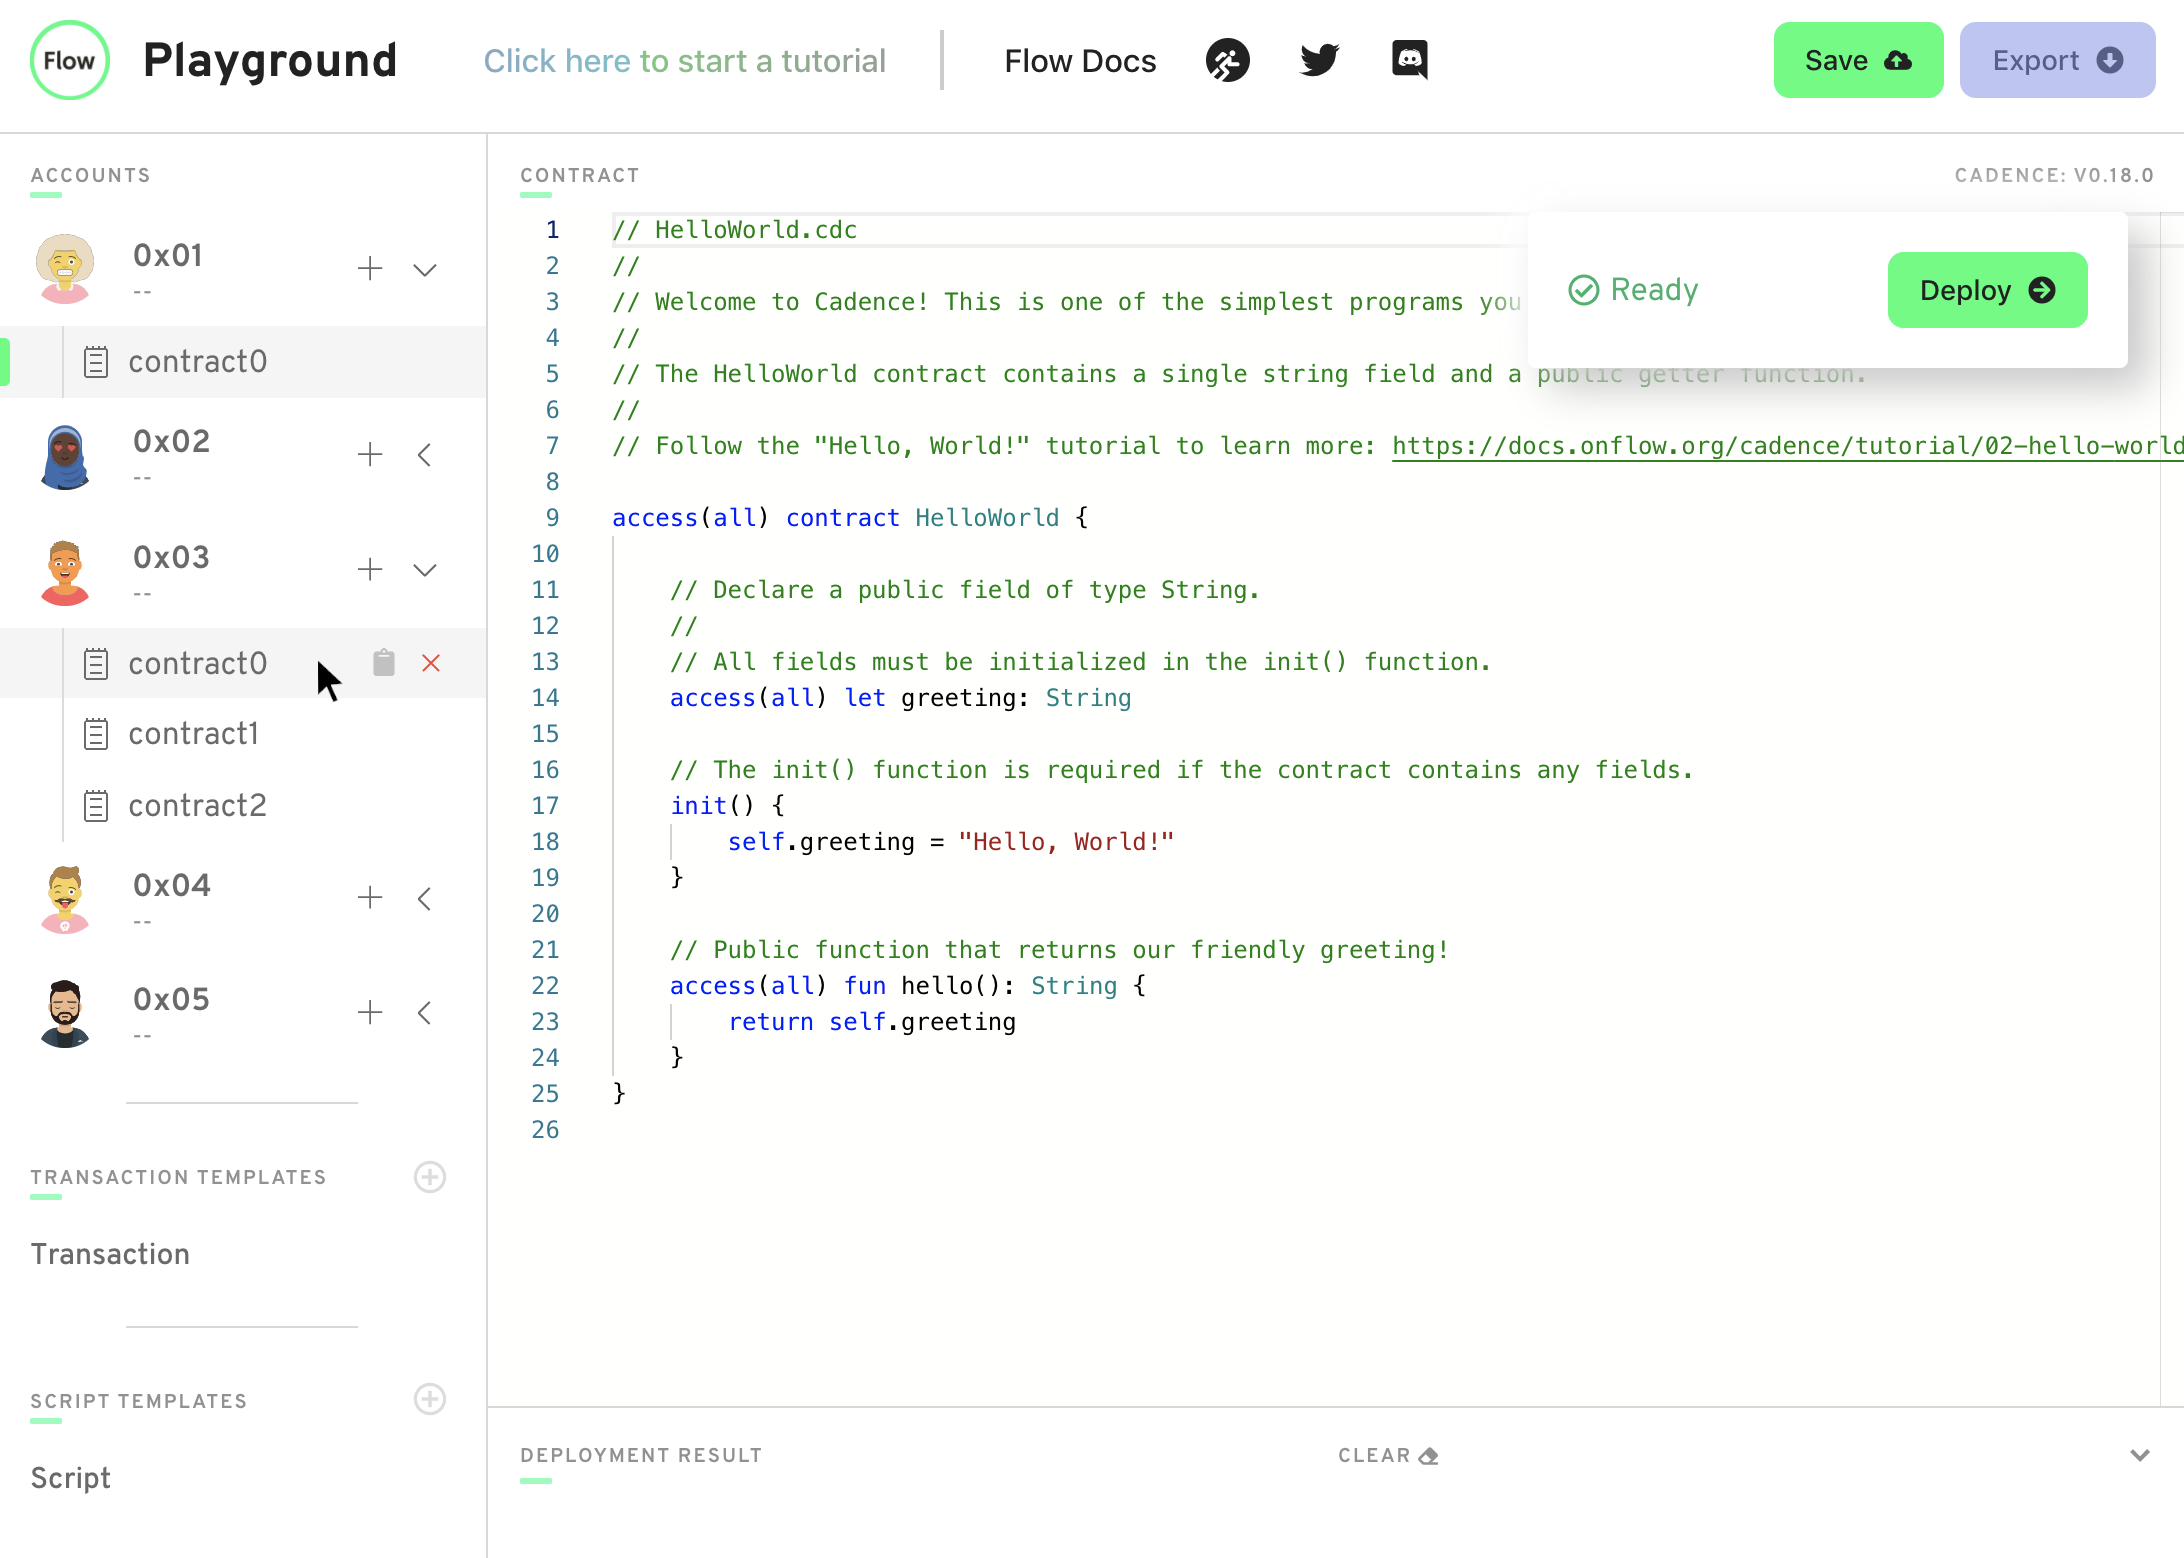 Flow
Playground
Click here to start a tutorial
Flow Docs
Save
Export
ACCOUNTS
0x01
--
contract0
0x02
--
0x03
--
contract0
contract1
contract2
0x04
--
0x05
--
TRANSACTION TEMPLATES
Transaction
SCRIPT TEMPLATES
Script
CONTRACT
CADENCE: V0.18.0
Ready
Deploy
1 // HelloWorld.cdc
2 //
3 // Welcome to Cadence! This is one of the simplest programs you
4 //
5 // The HelloWorld contract contains a single string field and a public getter function.
6 //
7 // Follow the "Hello, World!" tutorial to learn more: https://docs.onflow.org/cadence/tutorial/02-hello-world
8
9 access(all) contract HelloWorld {
10
11     // Declare a public field of type String.
12     //
13     // All fields must be initialized in the init() function.
14     access(all) let greeting: String
15
16     // The init() function is required if the contract contains any fields.
17     init() {
18         self.greeting = "Hello, World!"
19     }
20
21     // Public function that returns our friendly greeting!
22     access(all) fun hello(): String {
23         return self.greeting
24     }
25 }
26
DEPLOYMENT RESULT
CLEAR